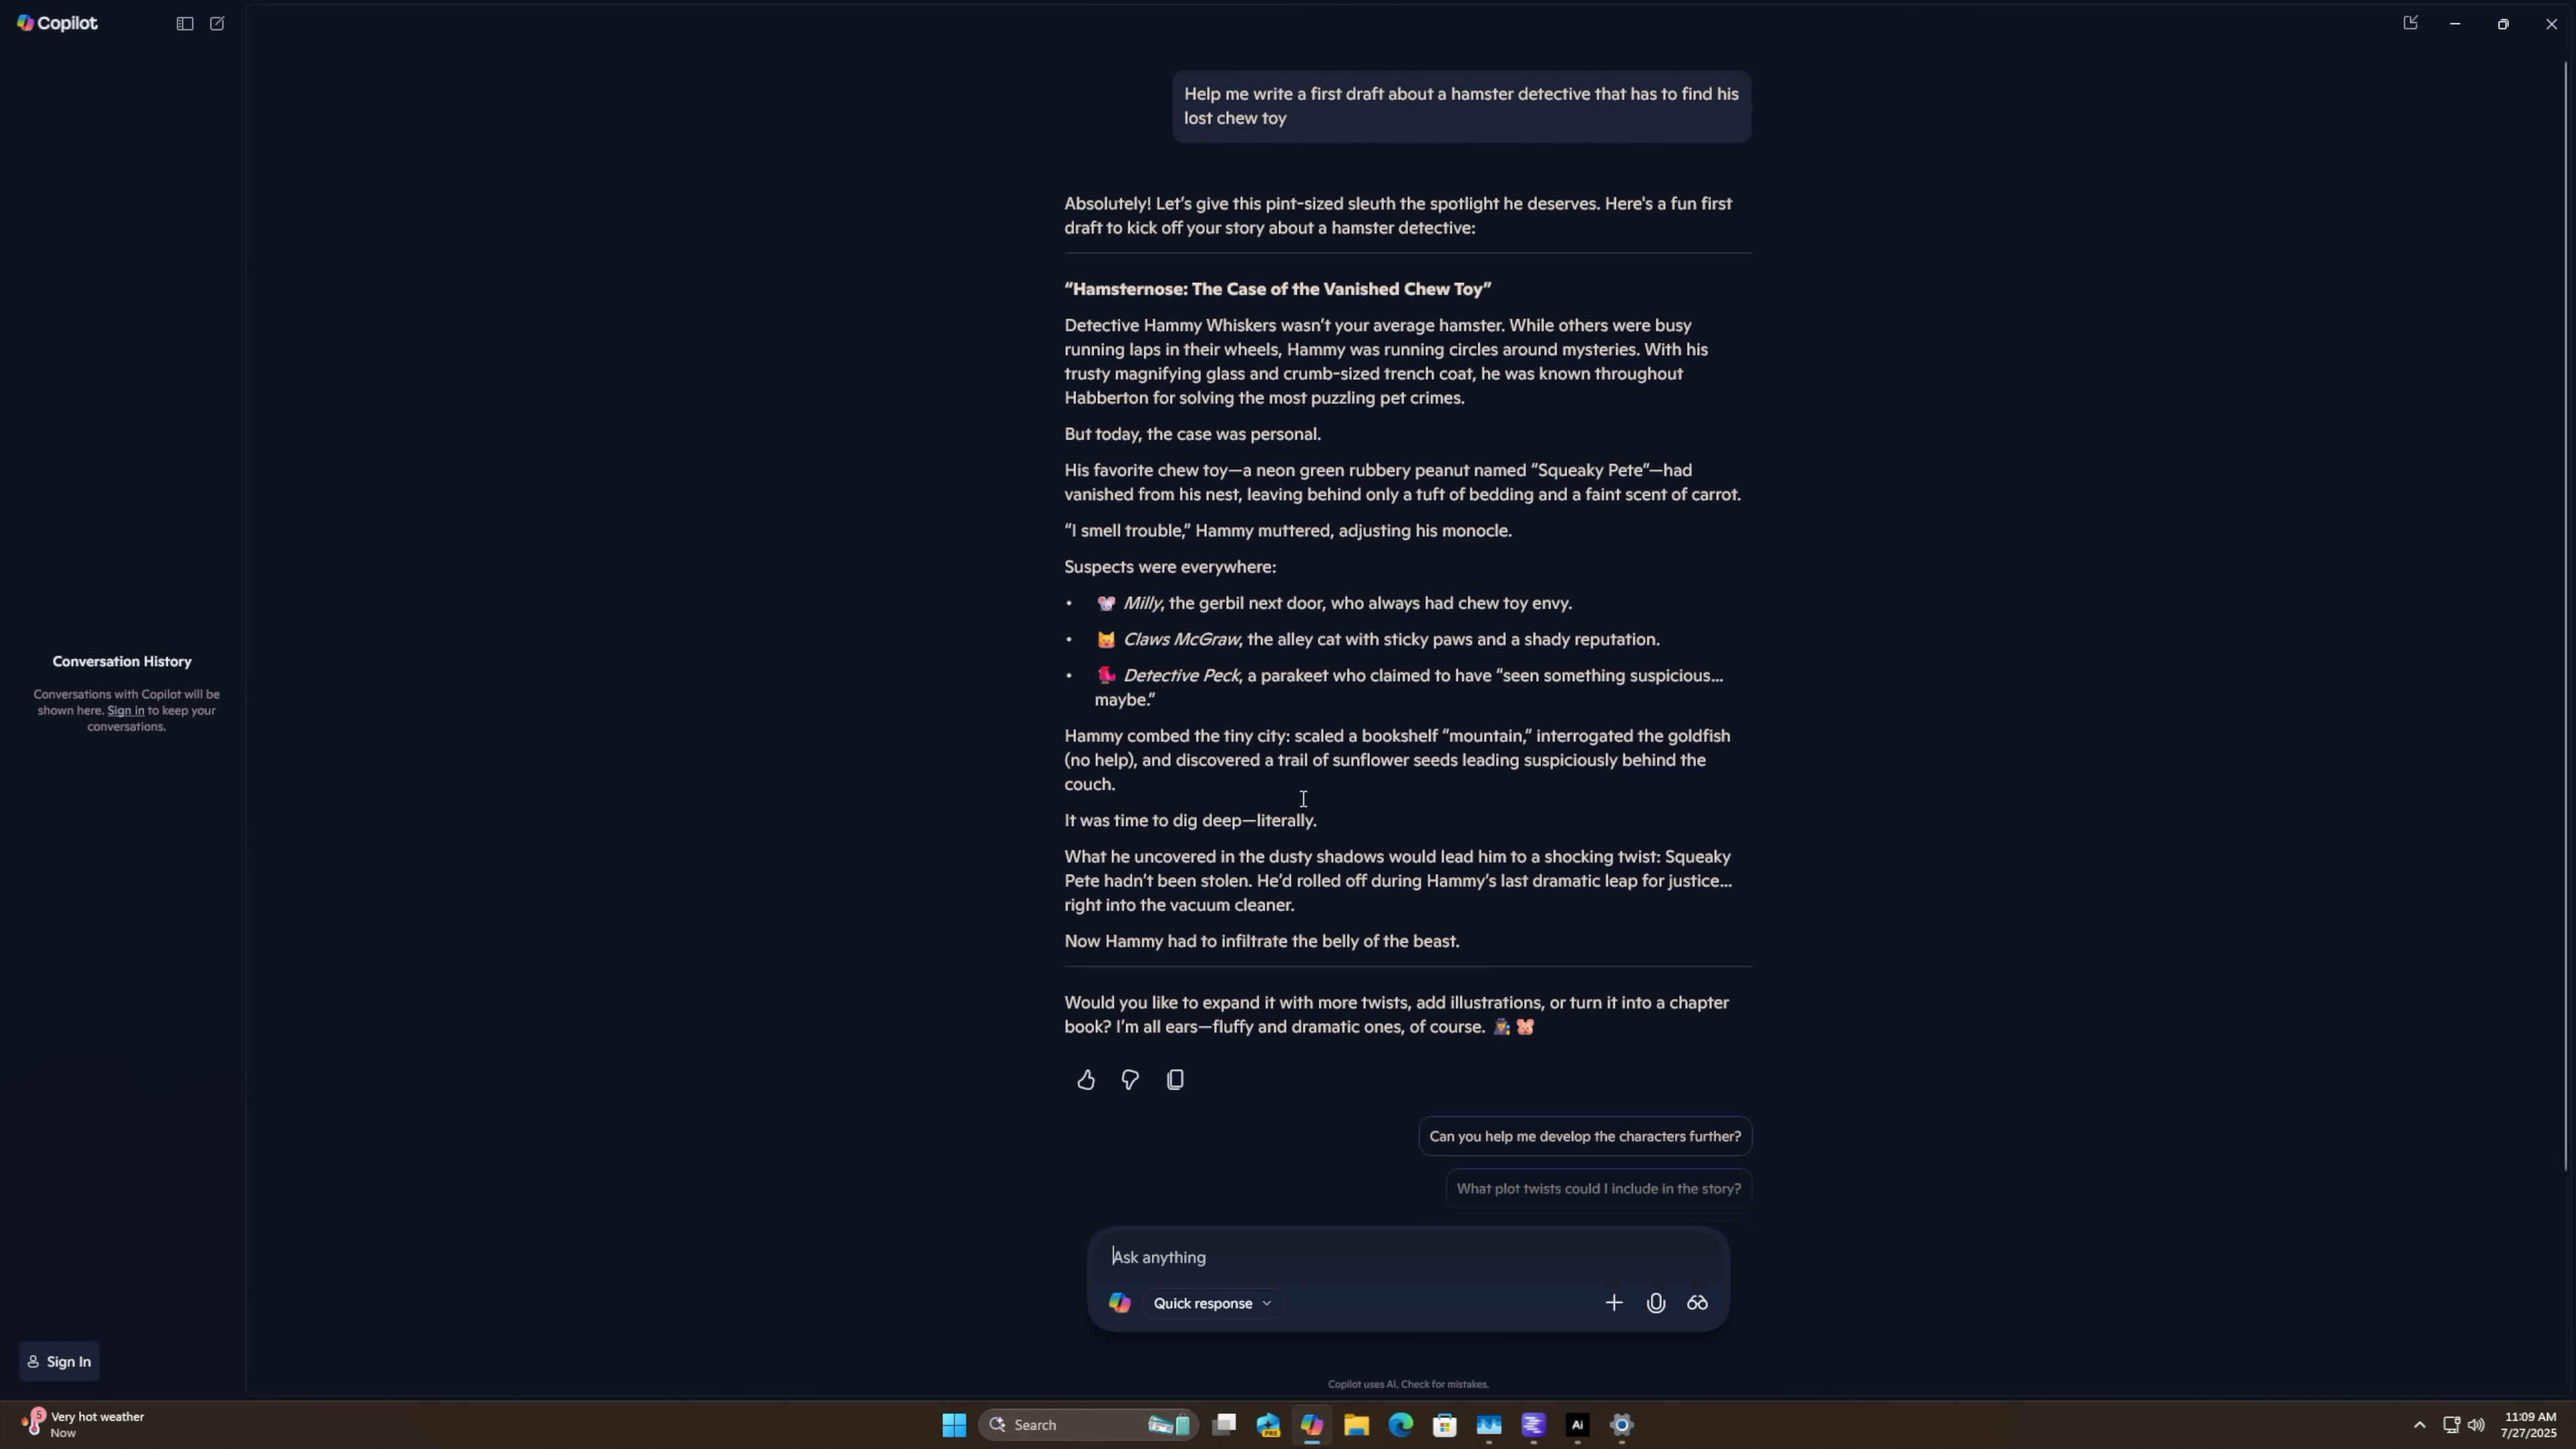 Copilot
Help me write a first draft about a hamster detective that has to find his
lost chew toy
Absolutely! Let's give this pint-sized sleuth the spotlight he deserves. Here's a fun first
draft to kick off your story about a hamster detective:
“Hamsternose: The Case of the Vanished Chew Toy”
Detective Hammy Whiskers wasn’t your average hamster. While others were busy
running laps in their wheels, Hammy was running circles around mysteries. With his
trusty magnifying glass and crumb-sized trench coat, he was known throughout
Habberton for solving the most puzzling pet crimes.
But today, the case was personal.
His favorite chew toy—a neon green rubbery peanut named “Squeaky Pete”—had
vanished from his nest, leaving behind only a tuft of bedding and a faint scent of carrot.
“I smell trouble,” Hammy muttered, adjusting his monocle.
Suspects were everywhere:
• 🐭 Milly, the gerbil next door, who always had chew toy envy.
• 🐱 Claws McGraw, the alley cat with sticky paws and a shady reputation.
• 🐦 Detective Peck, a parakeet who claimed to have “seen something suspicious...
maybe.”
Hammy combed the tiny city: scaled a bookshelf “mountain,” interrogated the goldfish
(no help), and discovered a trail of sunflower seeds leading suspiciously behind the
couch.
It was time to dig deep—literally.
What he uncovered in the dusty shadows would lead him to a shocking twist: Squeaky
Pete hadn’t been stolen. He’d rolled off during Hammy’s last dramatic leap for justice...
right into the vacuum cleaner.
Now Hammy had to infiltrate the belly of the beast.
Would you like to expand it with more twists, add illustrations, or turn it into a chapter
book? I’m all ears—fluffy and dramatic ones, of course. 🕵️ 🐹
Can you help me develop the characters further?
What plot twists could I include in the story?
Ask anything
Quick response
Copilot uses AI. Check for mistakes.
Conversation History
Conversations with Copilot will be
shown here. Sign in to keep your
conversations.
Sign In
5
Very hot weather
Now
Search
PRE
Ai
11:09 AM
7/27/2025